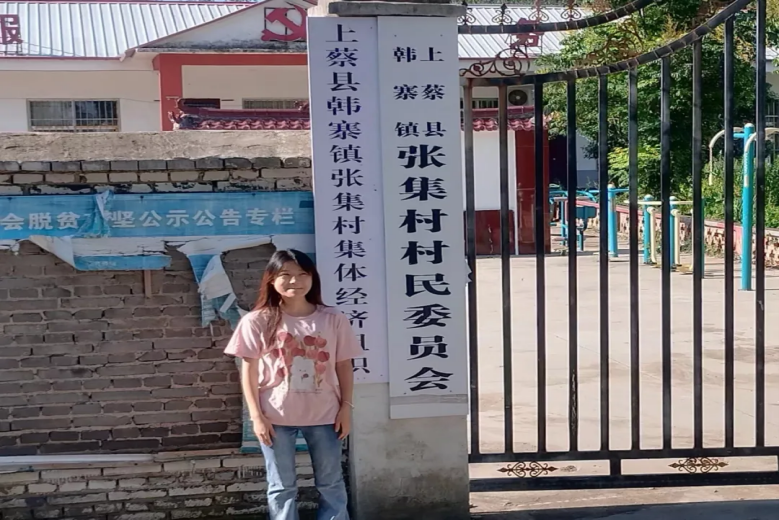 报
会脱贫
坚公示公告专栏
上蔡县韩寨镇张集村集体经济
上蔡县
韩寨镇
张集村村民委员会